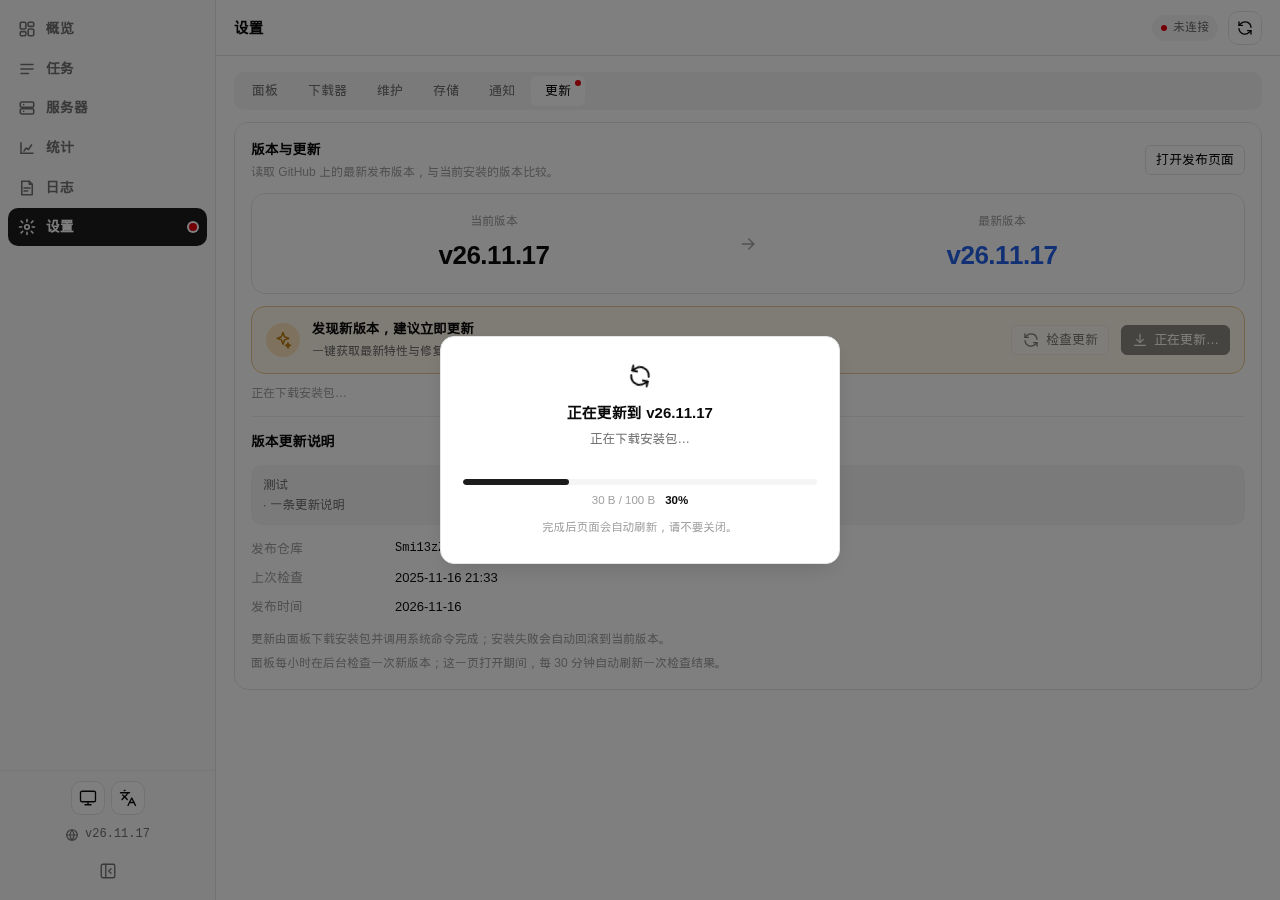 概览
任务
服务器
统计
日志
设置
v26.11.17
设置
未连接
面板
下载器
维护
存储
通知
更新
版本与更新
读取 GitHub 上的最新发布版本，与当前安装的版本比较。
打开发布页面
当前版本
v26.11.17
最新版本
v26.11.17
发现新版本，建议立即更新
一键获取最新特性与修复
检查更新
正在更新…
正在下载安装包…
正在更新到 v26.11.17
正在下载安装包…
30 B / 100 B 30%
完成后页面会自动刷新，请不要关闭。
版本更新说明
测试
· 一条更新说明
发布仓库
上次检查 2025-11-16 21:33
发布时间 2026-11-16
更新由面板下载安装包并调用系统命令完成；安装失败会自动回滚到当前版本。
面板每小时在后台检查一次新版本；这一页打开期间，每 30 分钟自动刷新一次检查结果。